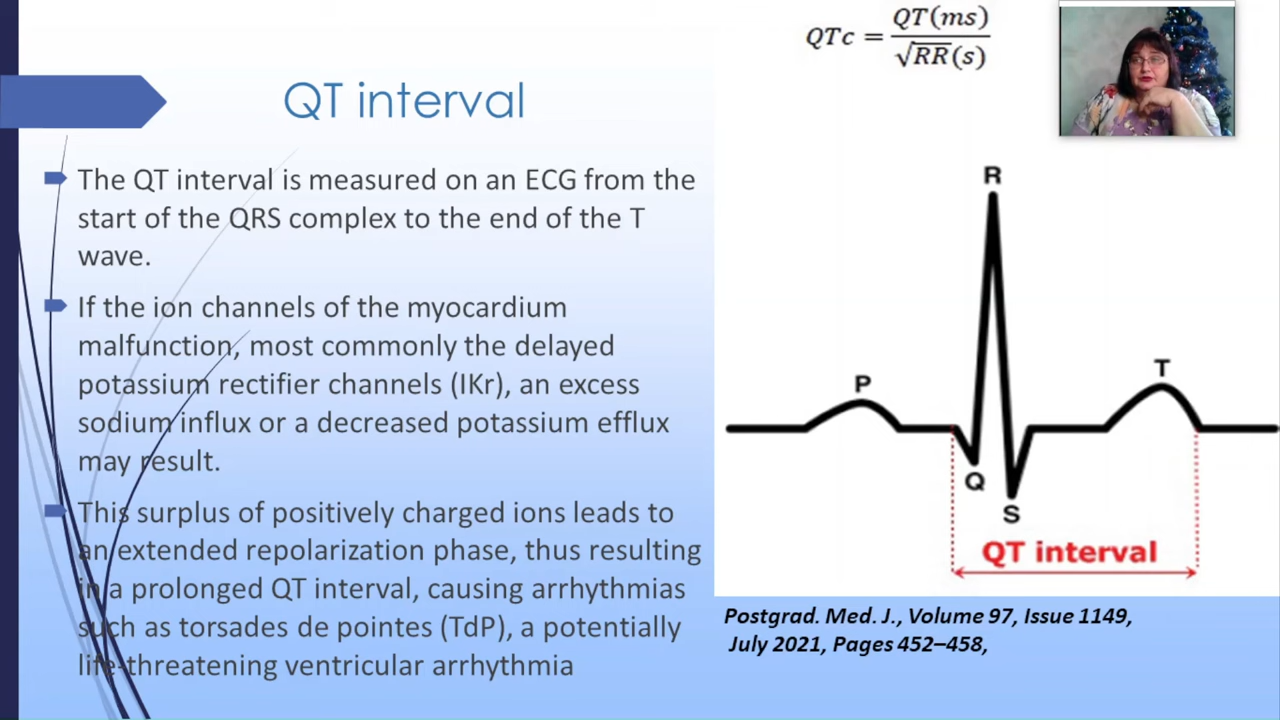 QTc = QT(ms) / √RR(s)
QT interval
The QT interval is measured on an ECG from the
start of the QRS complex to the end of the T
wave.
If the ion channels of the myocardium
malfunction, most commonly the delayed
potassium rectifier channels (IKr), an excess
sodium influx or a decreased potassium efflux
may result.
This surplus of positively charged ions leads to
an extended repolarization phase, thus resulting
in a prolonged QT interval, causing arrhythmias
such as torsades de pointes (TdP), a potentially
life-threatening ventricular arrhythmia
R
P
T
Q
S
QT interval
Postgrad. Med. J., Volume 97, Issue 1149,
July 2021, Pages 452–458,